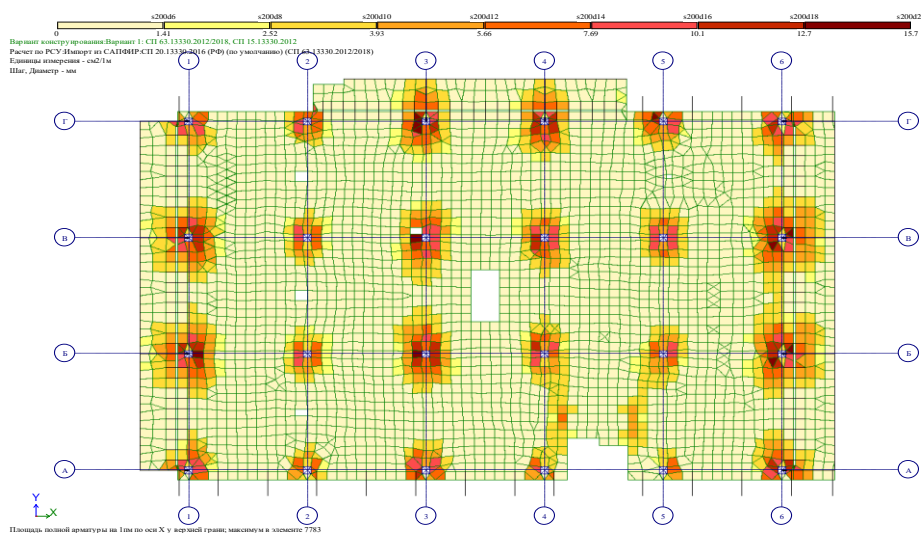 s200d6 s200d8 s200d10 s200d12 s200d14 s200d16 s200d18 s200d2
0 1.41 2.52 3.93 5.66 7.69 10.1 12.7 15.7
Вариант конструирования:Вариант 1: СП 63.13330.2012/2018, СП 15.13330.2012
Расчет по РСУ:Импорт из САПФИР:СП 20.13330.2016 (РФ) (по умолчанию) (СП 63.13330.2012/2018)
Единицы измерения - см2/1м
Шаг, Диаметр - мм
1 2 3 4 5 6
Г Г
В В
Б Б
А А
Y
X
1 2 3 4 5 6
Площадь полной арматуры на 1пм по оси X у верхней грани; максимум в элементе 7783